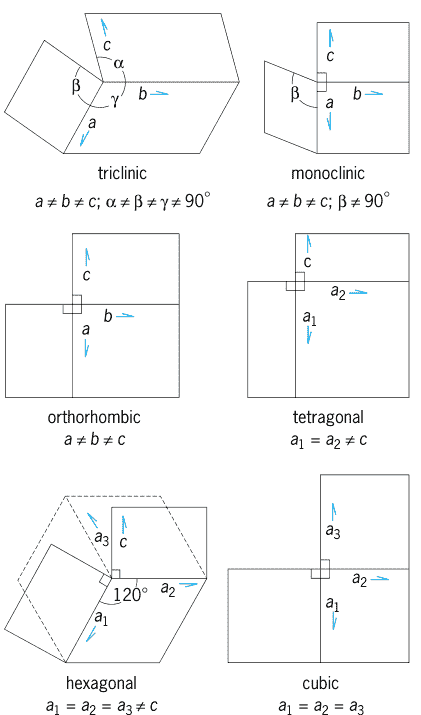 c
α
β
γ
b
a
triclinic
a ≠ b ≠ c; α ≠ β ≠ γ ≠ 90°
c
β
a
b
monoclinic
a ≠ b ≠ c; β ≠ 90°
c
b
a
orthorhombic
a ≠ b ≠ c
c
a₂
a₁
tetragonal
a₁ = a₂ ≠ c
a₃
c
120°
a₂
a₁
hexagonal
a₁ = a₂ = a₃ ≠ c
a₃
a₂
a₁
cubic
a₁ = a₂ = a₃